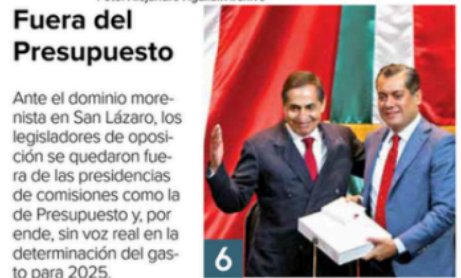 Fuera del
Presupuesto
Ante el dominio more-
nista en San Lázaro, los
legisladores de oposi-
ción se quedaron fue-
ra de las presidencias
de comisiones como la
de Presupuesto y, por
ende, sin voz real en la
determinación del gas-
to para 2025.
6